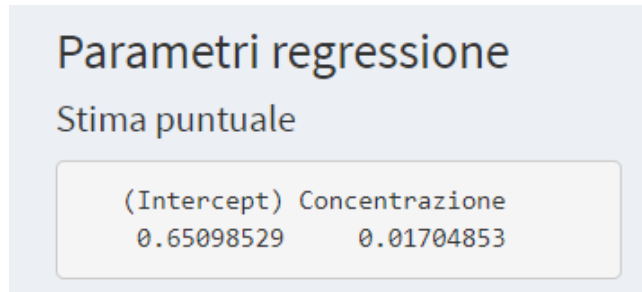 Parametri regressione
Stima puntuale
(Intercept) Concentrazione
0.65098529 0.01704853